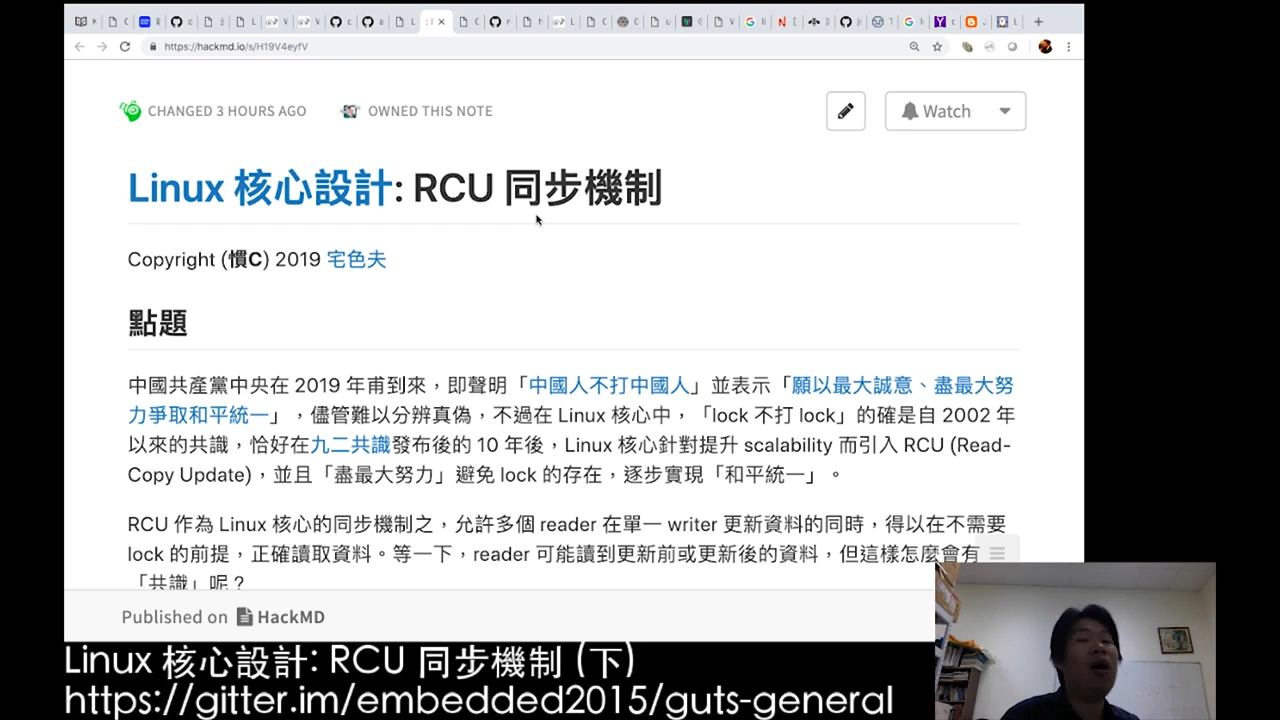 https://hackmd.io/s/H19V4eyfV
CHANGED 3 HOURS AGO OWNED THIS NOTE
Watch
Linux 核心設計: RCU 同步機制
Copyright (慣C) 2019 宅色夫
點題
中國共產黨中央在 2019 年甫到來，即聲明「中國人不打中國人」並表示「願以最大誠意、盡最大努
力爭取和平統一」，儘管難以分辨真偽，不過在 Linux 核心中，「lock 不打 lock」的確是自 2002 年
以來的共識，恰好在九二共識發布後的 10 年後，Linux 核心針對提升 scalability 而引入 RCU (Read-
Copy Update)，並且「盡最大努力」避免 lock 的存在，逐步實現「和平統一」。
RCU 作為 Linux 核心的同步機制之，允許多個 reader 在單一 writer 更新資料的同時，得以在不需要
lock 的前提，正確讀取資料。等一下，reader 可能讀到更新前或更新後的資料，但這樣怎麼會有
「共識」呢？
Published on HackMD
Linux 核心設計: RCU 同步機制 (下)
https://gitter.im/embedded2015/guts-general